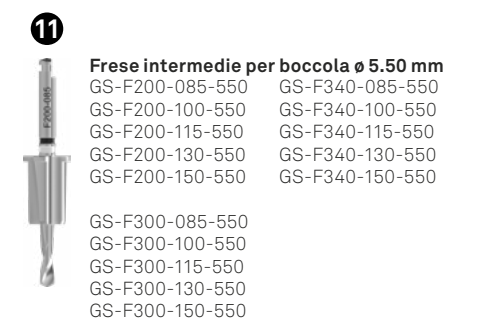 11
Frese intermedie per boccola ø 5.50 mm
GS-F200-085-550 GS-F340-085-550
GS-F200-100-550 GS-F340-100-550
GS-F200-115-550 GS-F340-115-550
GS-F200-130-550 GS-F340-130-550
GS-F200-150-550 GS-F340-150-550
GS-F300-085-550
GS-F300-100-550
GS-F300-115-550
GS-F300-130-550
GS-F300-150-550
F200-085